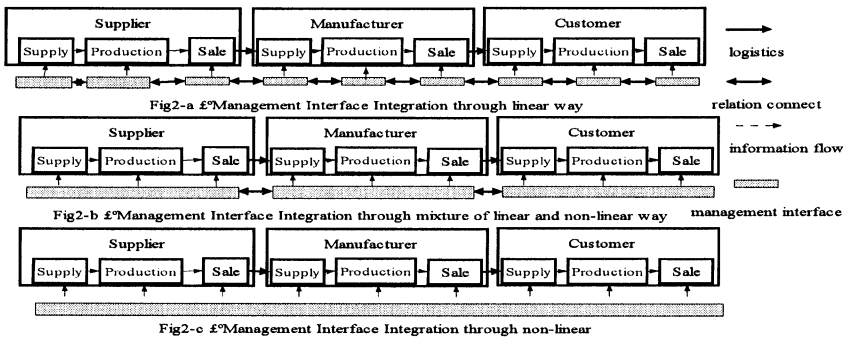 Supplier Manufacturer Customer
Supply Production Sale Supply Production Sale Supply Production Sale
logistics
Fig2-a £ºManagement Interface Integration through linear way
relation connect
Supplier Manufacturer Customer
information flow
Supply Production Sale Supply Production Sale Supply Production Sale
management interface
Fig2-b £ºManagement Interface Integration through mixture of linear and non-linear way
Supplier Manufacturer Customer
Supply Production Sale Supply Production Sale Supply Production Sale
Fig2-c £ºManagement Interface Integration through non-linear